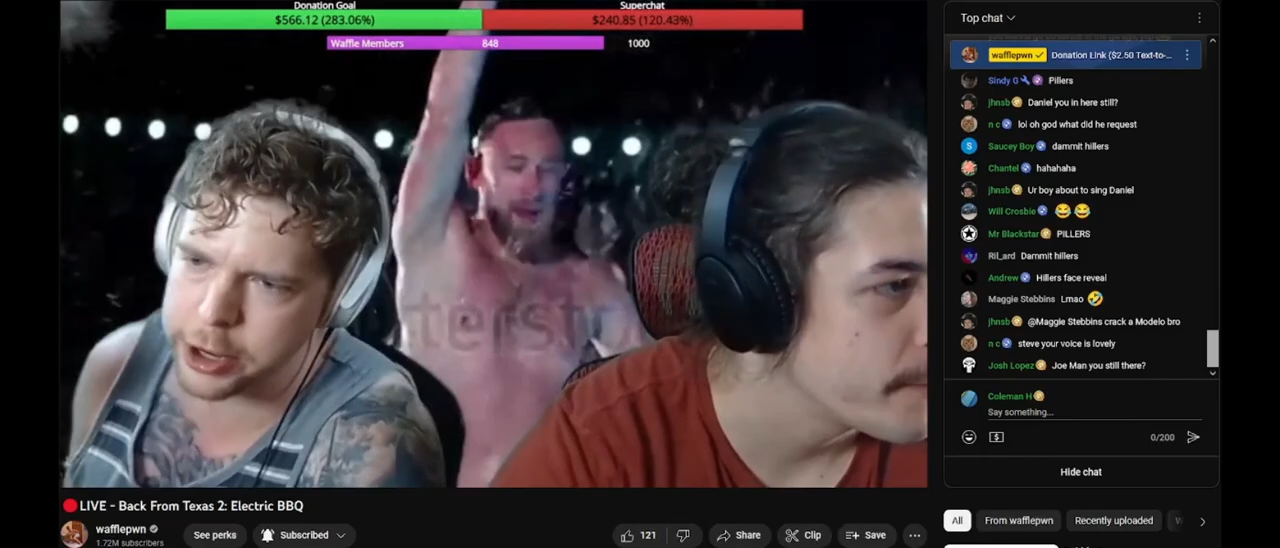 Donation Goal
Superchat
$566.12 (283.06%)
$240.85 (120.43%)
Waffle Members 848 1000
Top chat
wafflepwn Donation Link ($2.50 Text-to-...
Sindy G Pillers
jhnsb Daniel you in here still?
n c lol oh god what did he request
S Saucey Boy dammit hillers
Chantel hahahaha
jhnsb Ur boy about to sing Daniel
Will Crosbie
Mr Blackstar PILLERS
Ril_ard Dammit hillers
Andrew Hillers face reveal
Maggie Stebbins Lmao
jhnsb @Maggie Stebbins crack a Modelo bro
n c steve your voice is lovely
Josh Lopez Joe Man you still there?
Coleman H
Say something...
0/200
Hide chat
LIVE - Back From Texas 2: Electric BBQ
wafflepwn
1.72M subscribers
See perks
Subscribed
121
Share
Clip
Save
All
From wafflepwn
Recently uploaded